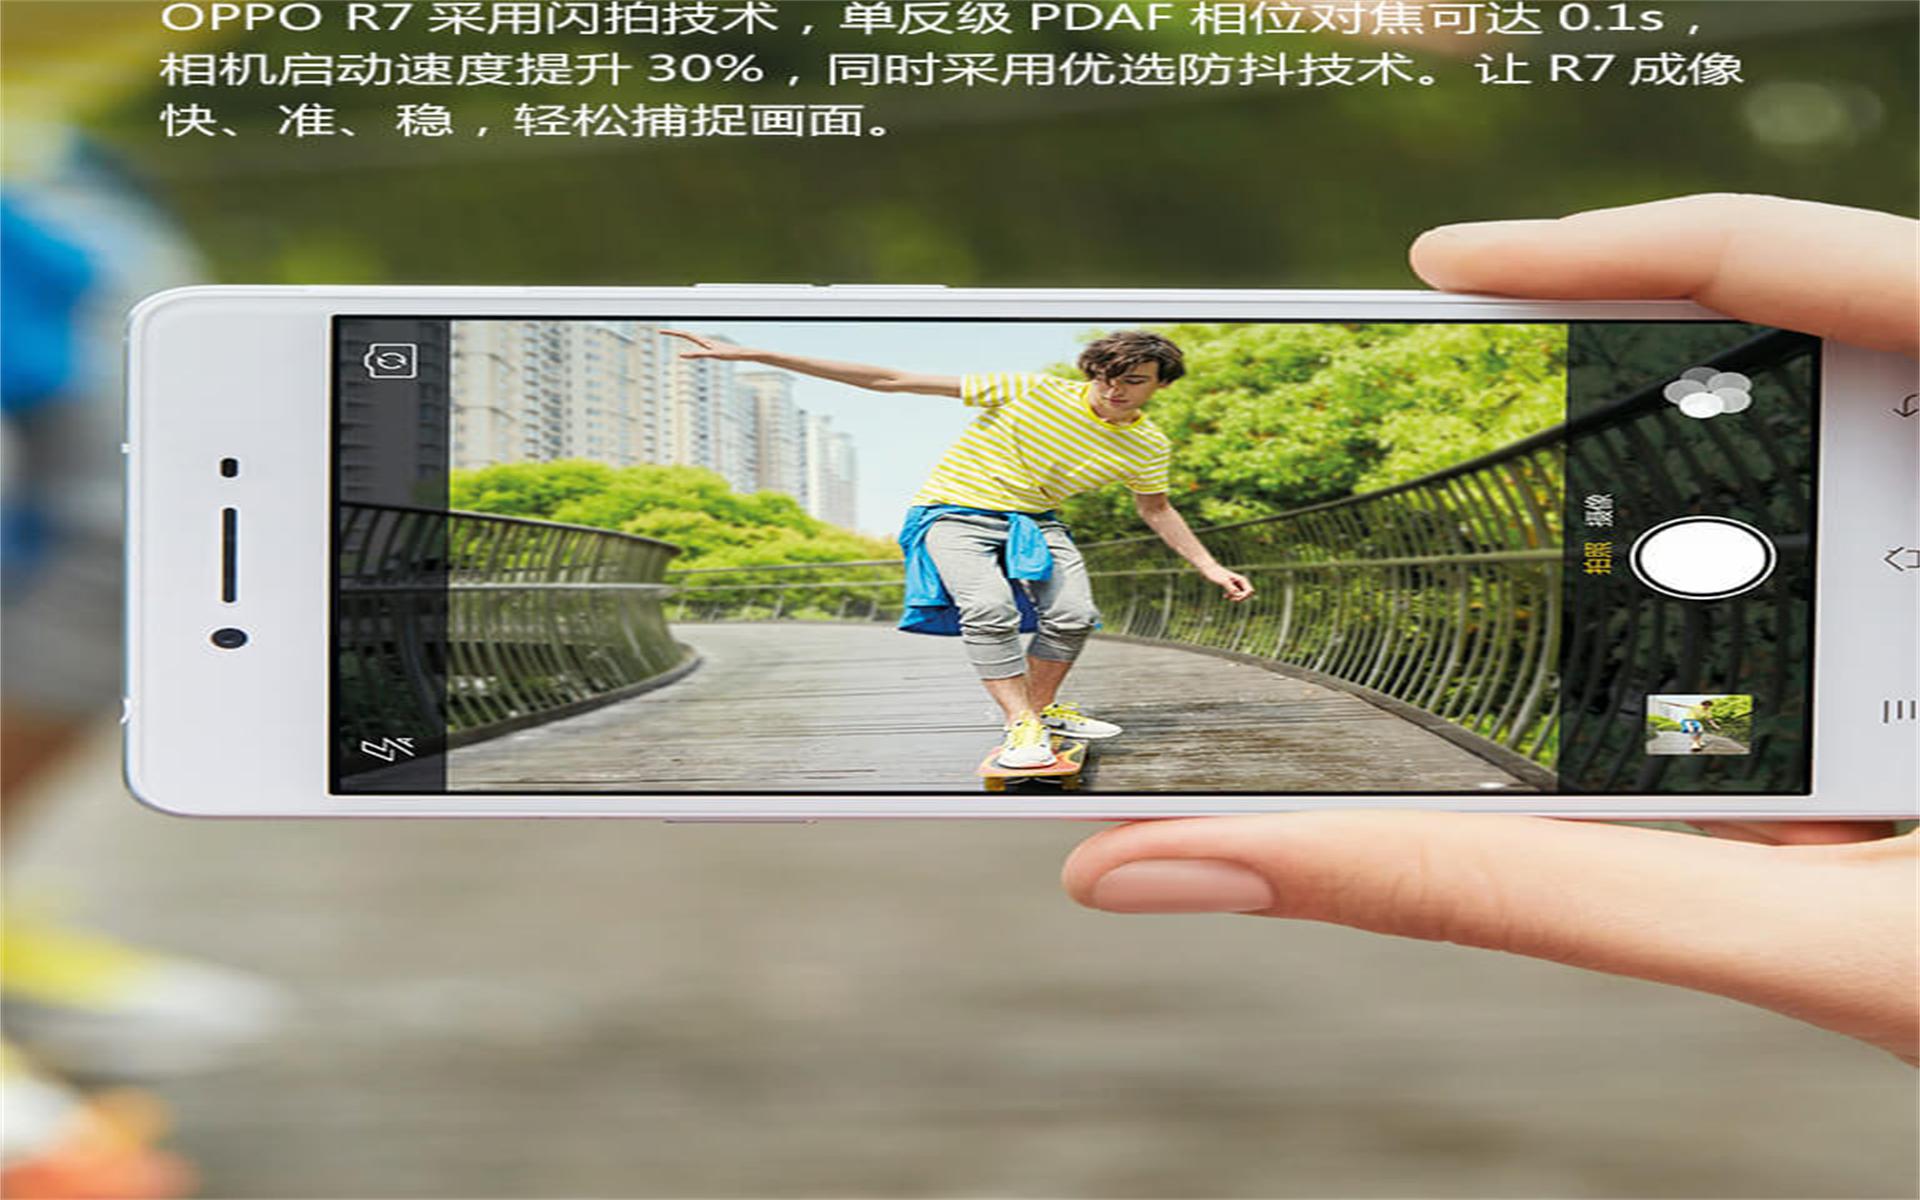 OPPO R7 采用闪拍技术，单反级 PDAF 相位对焦可达 0.1s，
相机启动速度提升 30%，同时采用优选防抖技术。让 R7 成像
快、准、稳，轻松捕捉画面。
摄像
拍照
A